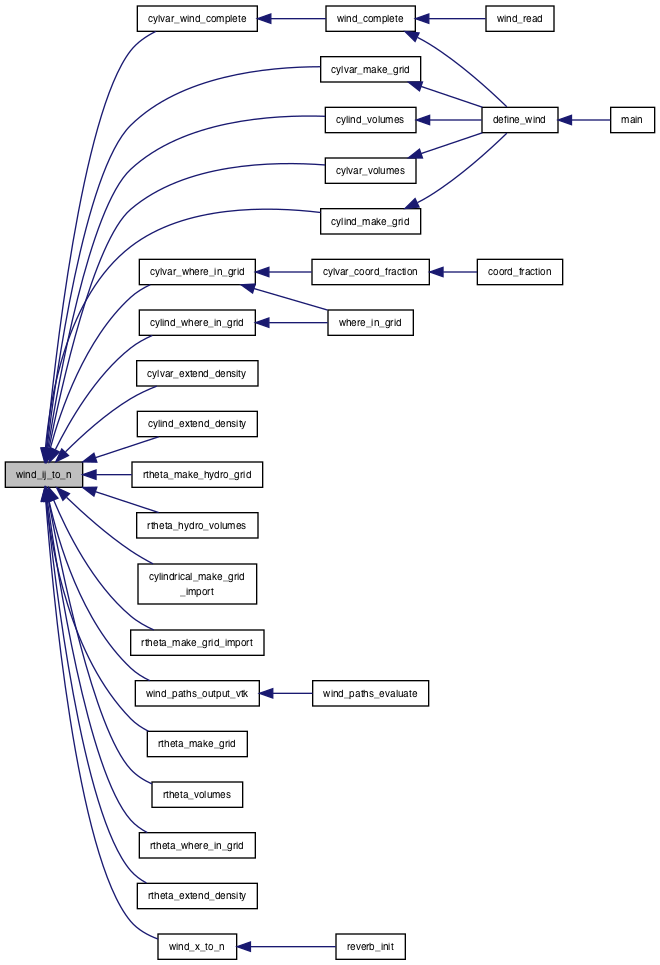 cylvar_wind_complete
wind_complete
wind_read
cylvar_make_grid
cylind_volumes
define_wind
main
cylvar_volumes
cylind_make_grid
cylvar_where_in_grid
cylvar_coord_fraction
coord_fraction
cylind_where_in_grid
where_in_grid
cylvar_extend_density
cylind_extend_density
wind_ij_to_n
rtheta_make_hydro_grid
rtheta_hydro_volumes
cylindrical_make_grid
_import
rtheta_make_grid_import
wind_paths_output_vtk
wind_paths_evaluate
rtheta_make_grid
rtheta_volumes
rtheta_where_in_grid
rtheta_extend_density
wind_x_to_n
reverb_init